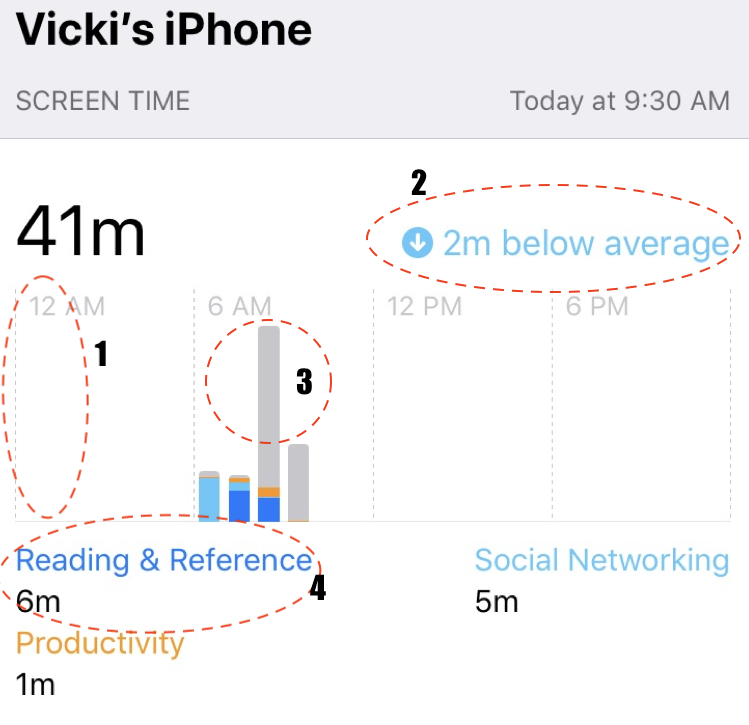 Vicki's iPhone
SCREEN TIME Today at 9:30 AM
2
41m 2m below average
12 AM 6 AM 12 PM 6 PM
1
3
Reading & Reference Social Networking
4
6m 5m
Productivity
1m